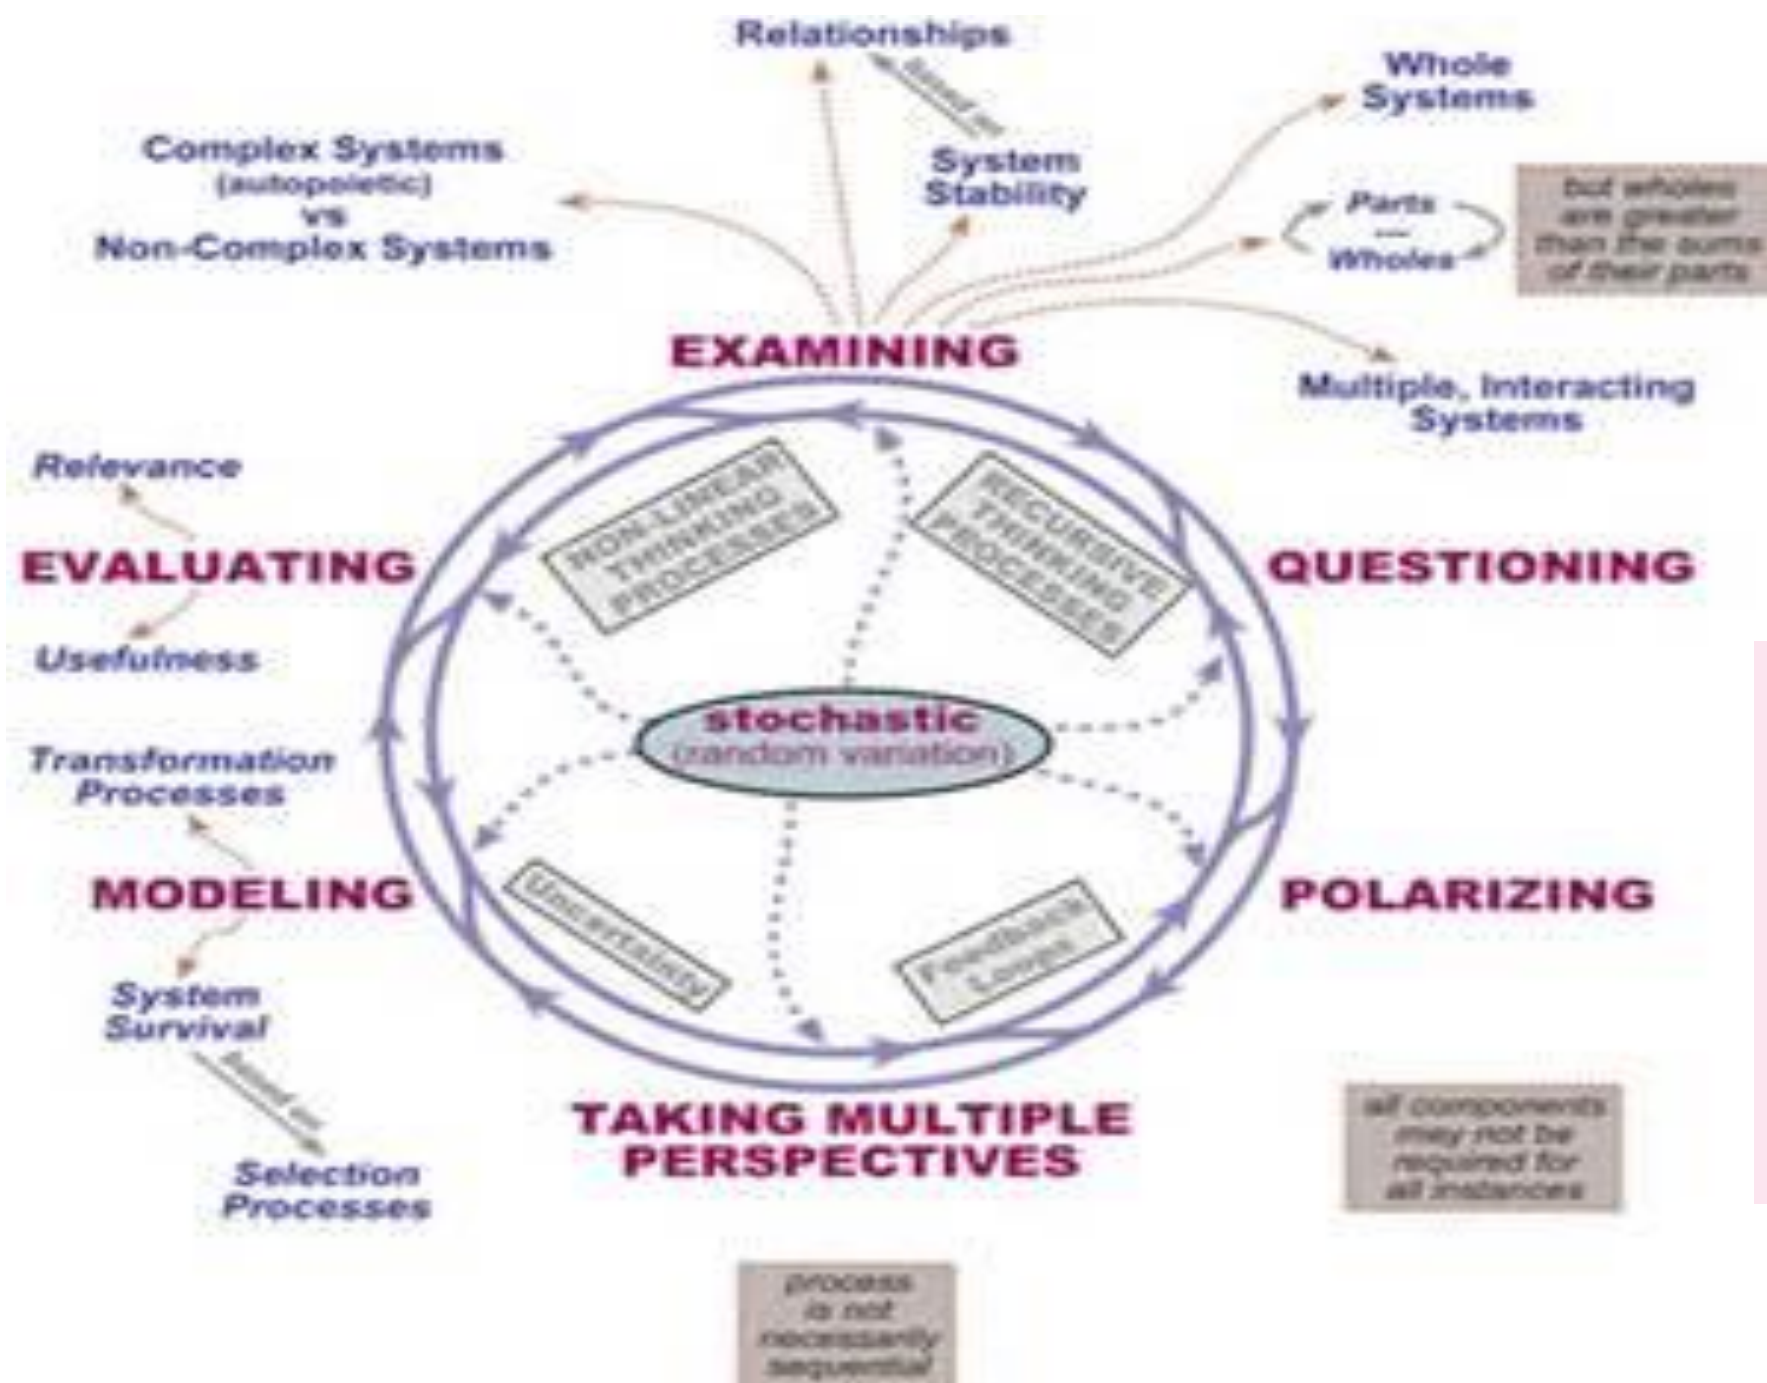 Relationships
based on
System
Stability
Whole
Systems
Complex Systems
(autopoietic)
vs
Non-Complex Systems
Parts
Wholes
but wholes
are greater
than the sums
of their parts
Multiple, Interacting
Systems
EXAMINING
Relevance
EVALUATING
Usefulness
NON-LINEAR
THINKING
PROCESSES
RECURSIVE
THINKING
PROCESSES
QUESTIONING
stochastic
(random variation)
Transformation
Processes
MODELING
System
Survival
based on
Selection
Processes
Uncertainty
Feedback
Loops
POLARIZING
TAKING MULTIPLE
PERSPECTIVES
all components
may not be
required for
all instances
process
is not
necessarily
sequential